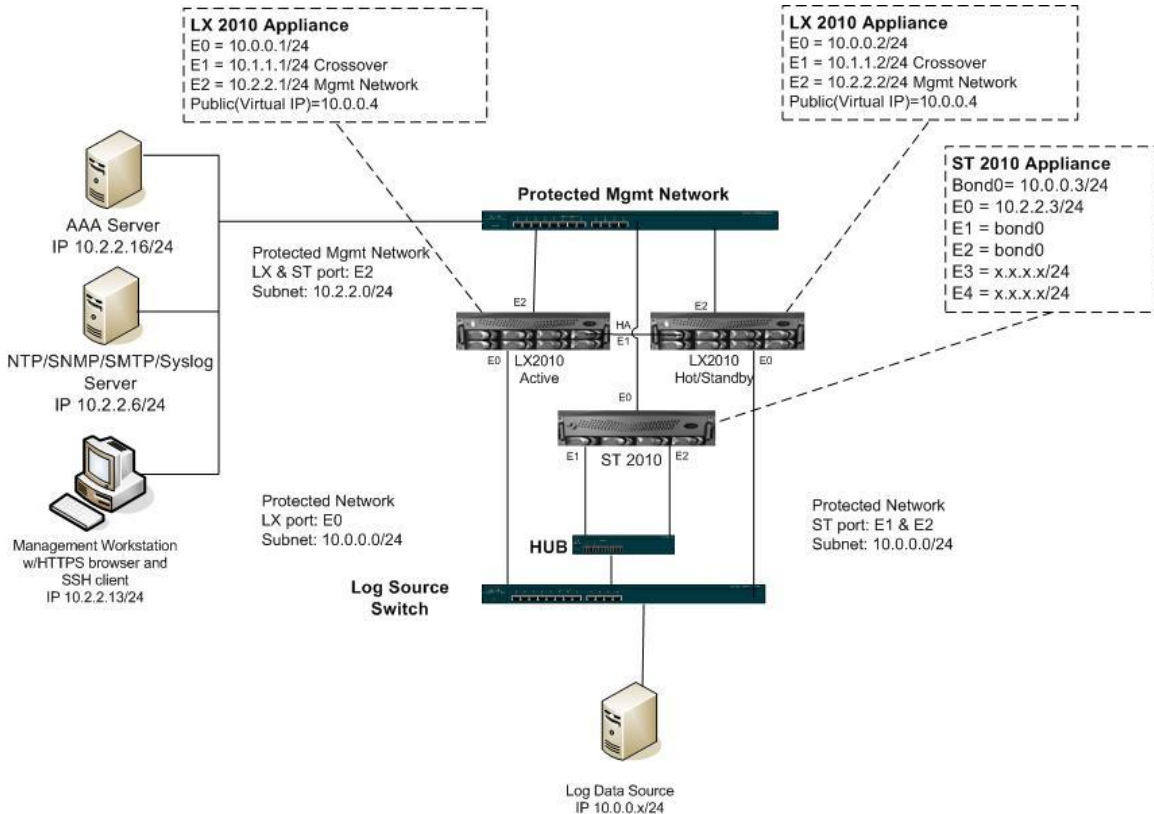 LX 2010 Appliance
E0 = 10.0.0.1/24
E1 = 10.1.1.1/24 Crossover
E2 = 10.2.2.1/24 Mgmt Network
Public(Virtual IP)=10.0.0.4
LX 2010 Appliance
E0 = 10.0.0.2/24
E1 = 10.1.1.2/24 Crossover
E2 = 10.2.2.2/24 Mgmt Network
Public(Virtual IP)=10.0.0.4
ST 2010 Appliance
Bond0= 10.0.0.3/24
E0 = 10.2.2.3/24
E1 = bond0
E2 = bond0
E3 = x.x.x.x/24
E4 = x.x.x.x/24
Protected Mgmt Network
AAA Server
IP 10.2.2.16/24
Protected Mgmt Network
LX & ST port: E2
Subnet: 10.2.2.0/24
E2
E2
HA
E1
E0
LX2010
Active
LX2010
Hot/Standby
E0
NTP/SNMP/SMTP/Syslog
Server
IP 10.2.2.6/24
E0
E1
ST 2010
E2
Protected Network
LX port: E0
Subnet: 10.0.0.0/24
Protected Network
ST port: E1 & E2
Subnet: 10.0.0.0/24
Management Workstation
w/HTTPS browser and
SSH client
IP 10.2.2.13/24
HUB
Log Source
Switch
Log Data Source
IP 10.0.0.x/24